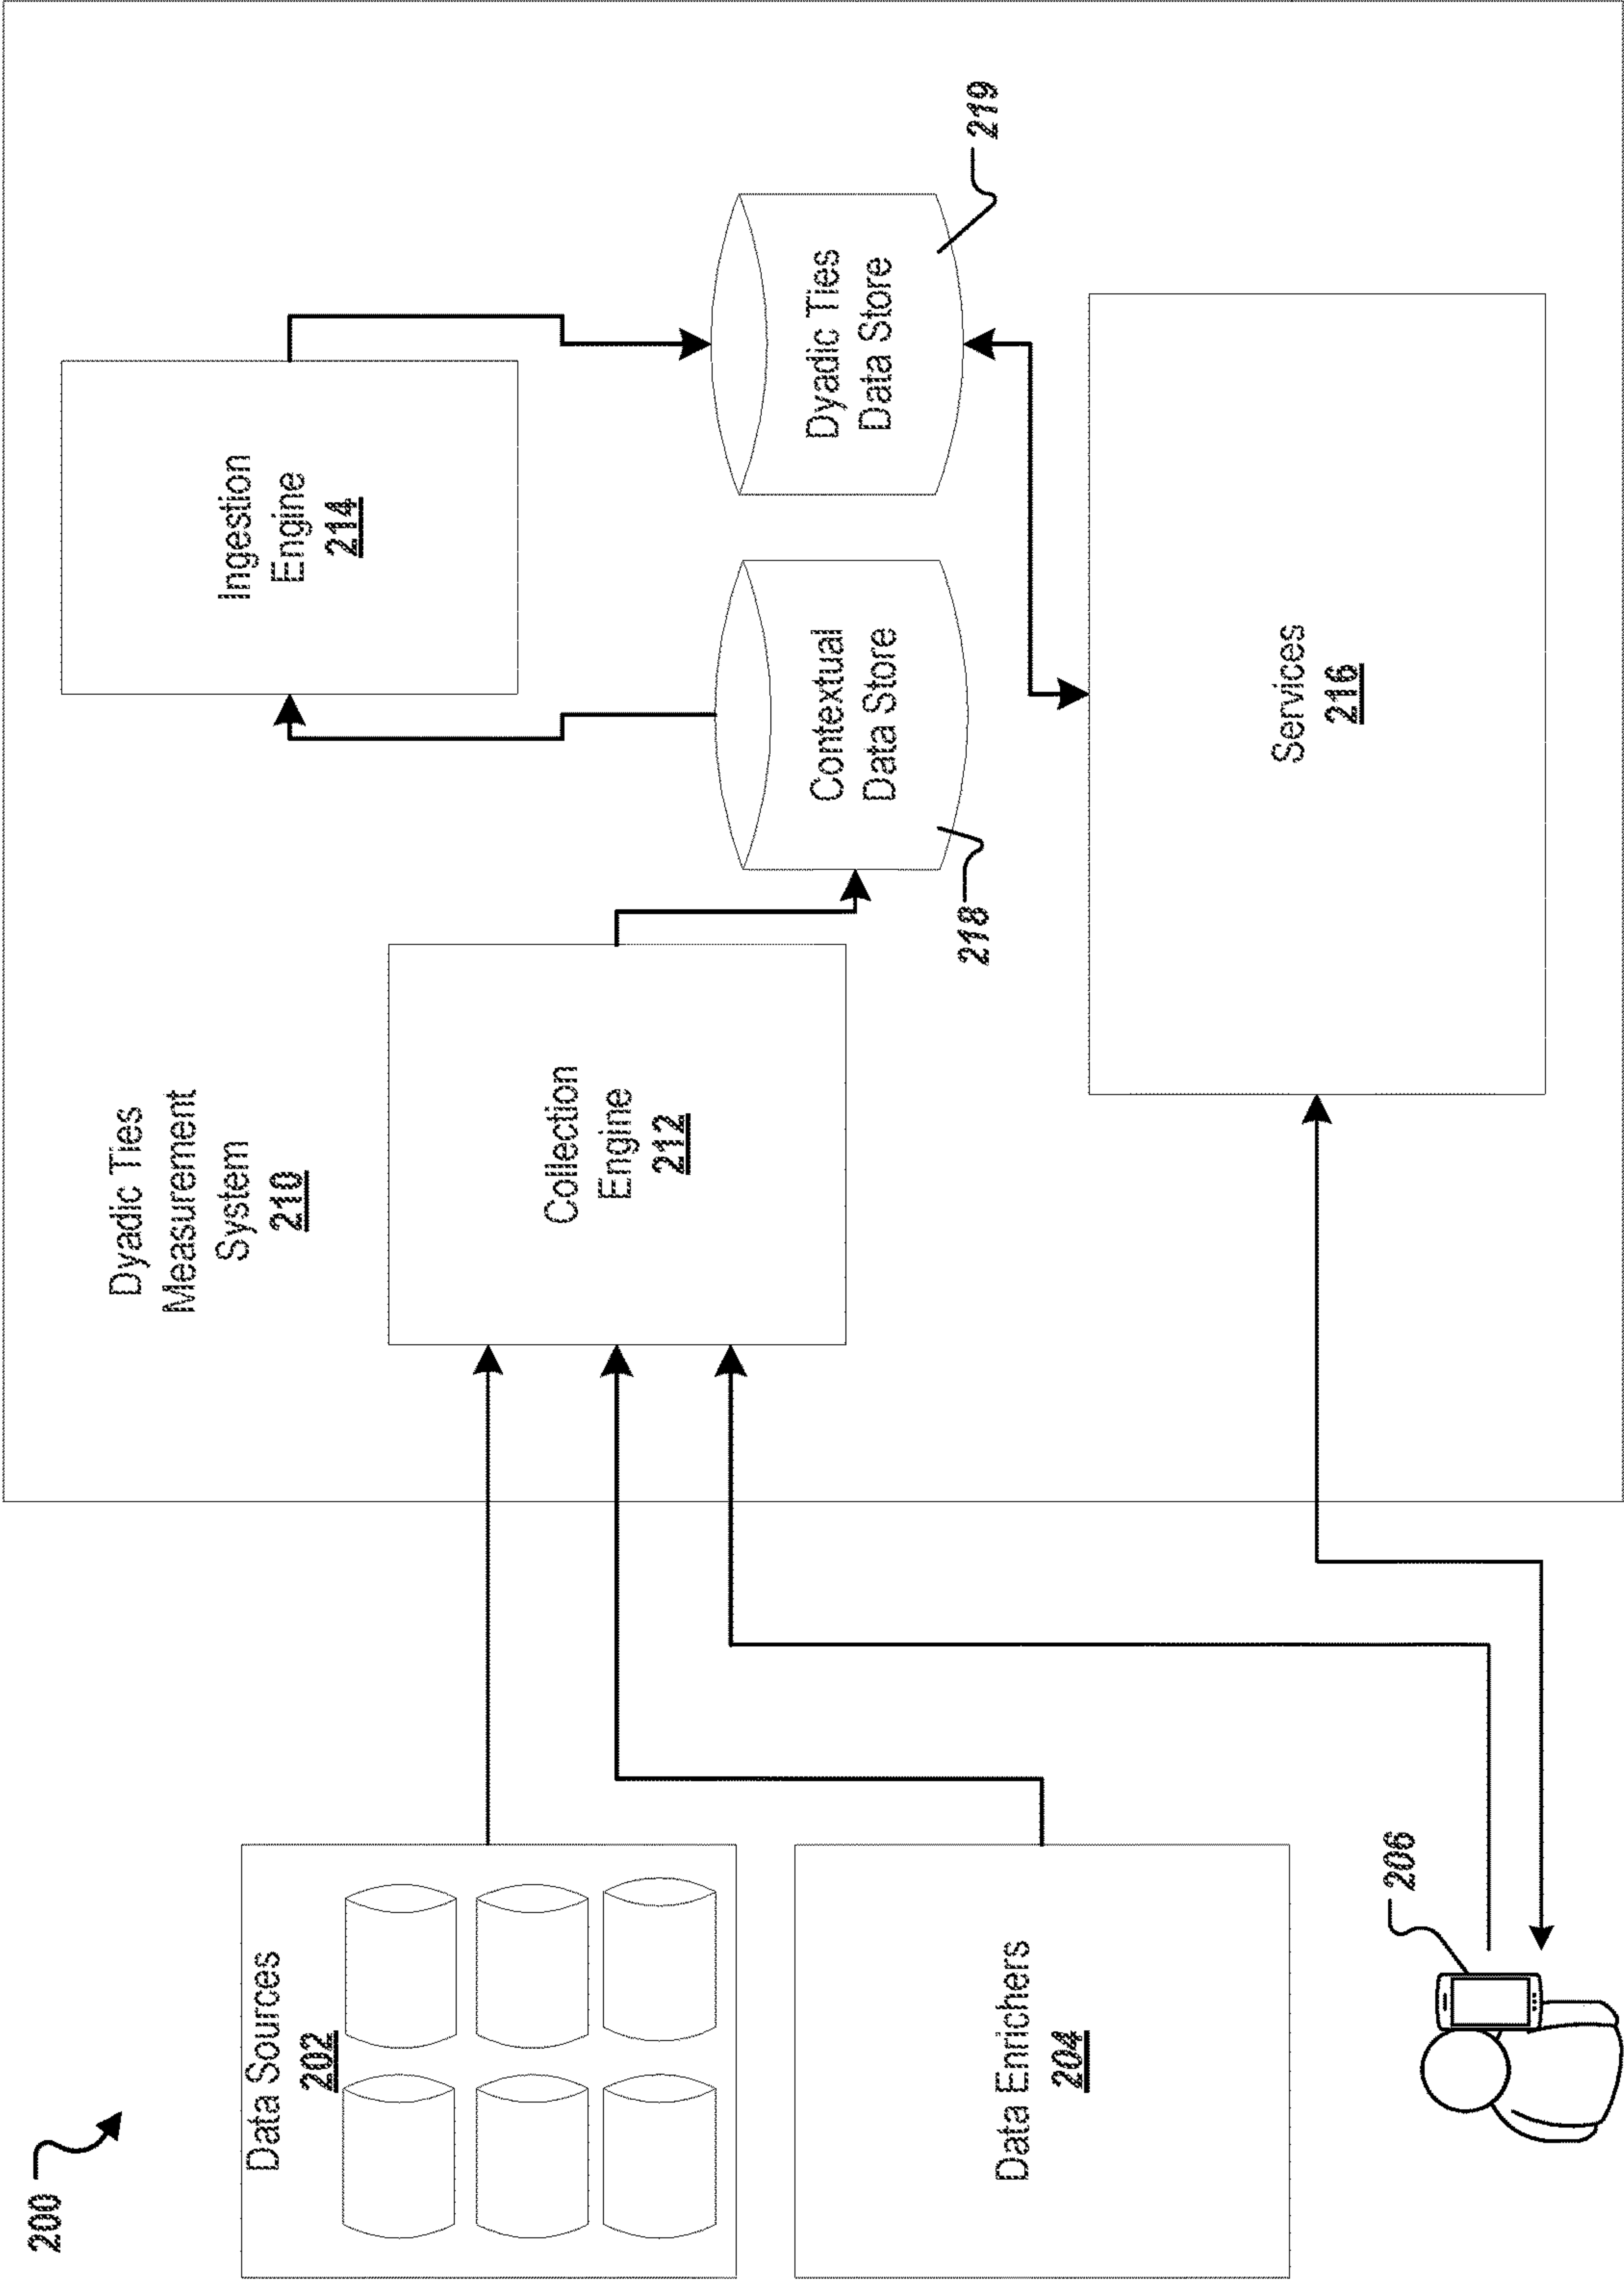 200
Data Sources
202
Data Enrichers
204
206
Dyadic Ties
Measurement
System
210
Collection
Engine
212
Ingestion
Engine
214
Contextual
Data Store
218
Dyadic Ties
Data Store
219
Services
216